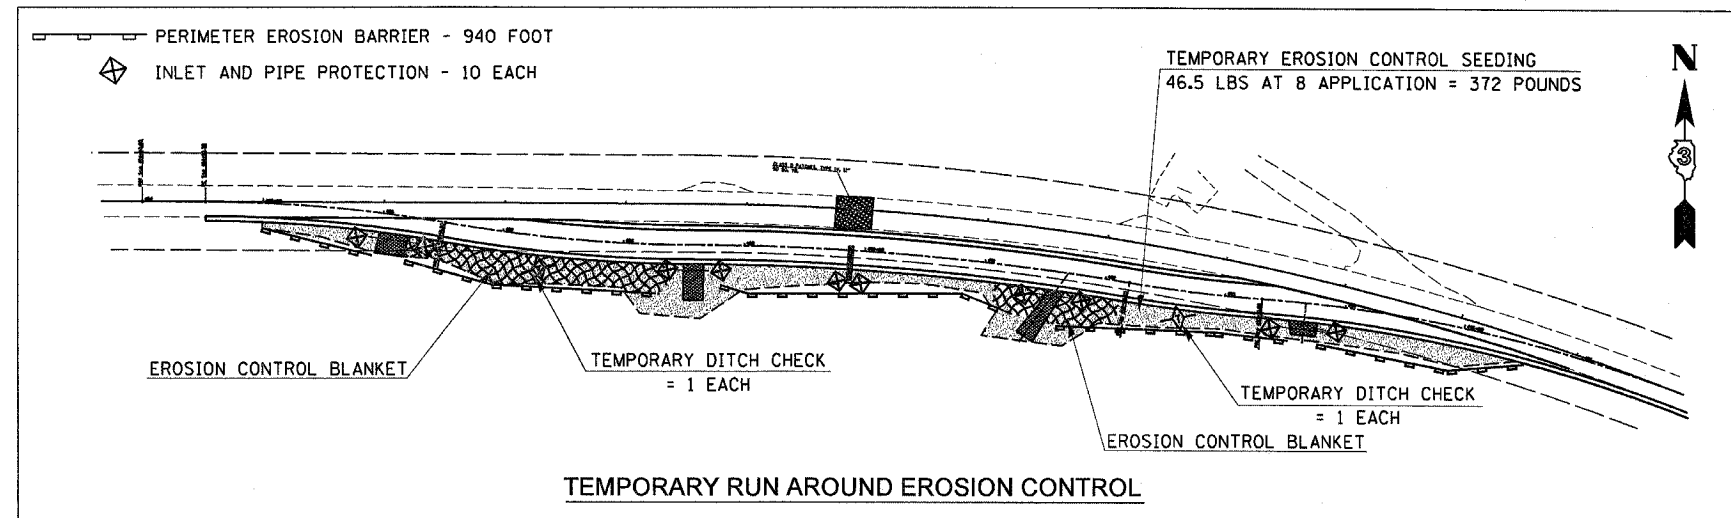 PERIMETER EROSION BARRIER - 940 FOOT
INLET AND PIPE PROTECTION - 10 EACH
TEMPORARY EROSION CONTROL SEEDING
46.5 LBS AT 8 APPLICATION = 372 POUNDS
N
3
EROSION CONTROL BLANKET
TEMPORARY DITCH CHECK
= 1 EACH
TEMPORARY DITCH CHECK
= 1 EACH
EROSION CONTROL BLANKET
TEMPORARY RUN AROUND EROSION CONTROL